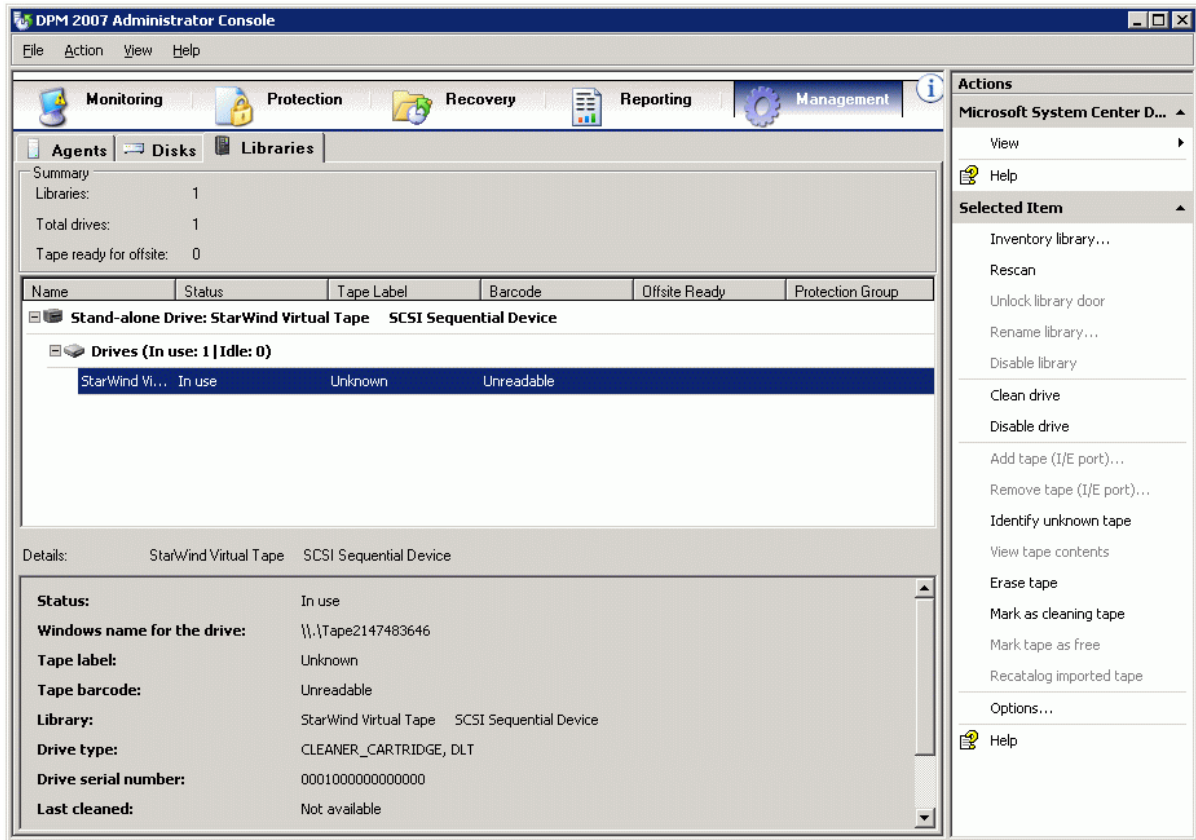 DPM 2007 Administrator Console
File Action View Help
Monitoring Protection Recovery Reporting Management
Agents Disks Libraries
Summary
Libraries: 1
Total drives: 1
Tape ready for offsite: 0
Name Status Tape Label Barcode Offsite Ready Protection Group
Stand-alone Drive: StarWind Virtual Tape SCSI Sequential Device
Drives (In use: 1 | Idle: 0)
StarWind Vi... In use Unknown Unreadable
Details: StarWind Virtual Tape SCSI Sequential Device
Status: In use
Windows name for the drive: \\.\Tape2147483646
Tape label: Unknown
Tape barcode: Unreadable
Library: StarWind Virtual Tape SCSI Sequential Device
Drive type: CLEANER_CARTRIDGE, DLT
Drive serial number: 0001000000000000
Last cleaned: Not available
Actions
Microsoft System Center D...
View
Help
Selected Item
Inventory library...
Rescan
Unlock library door
Rename library...
Disable library
Clean drive
Disable drive
Add tape (I/E port)...
Remove tape (I/E port)...
Identify unknown tape
View tape contents
Erase tape
Mark as cleaning tape
Mark tape as free
Recatalog imported tape
Options...
Help